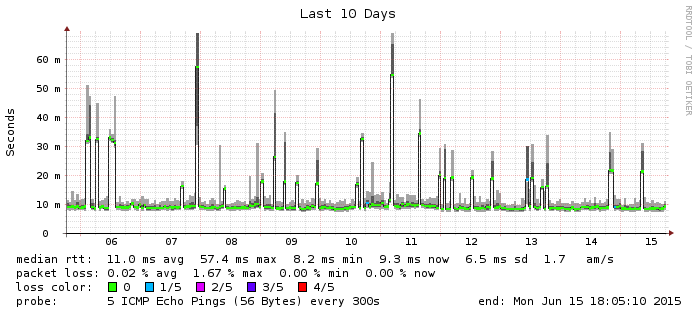 Last 10 Days
RRDTOOL / TOBI OETIKER
Seconds
60 m
50 m
40 m
30 m
20 m
10 m
0
06 07 08 09 10 11 12 13 14 15
median rtt: 11.0 ms avg 57.4 ms max 8.2 ms min 9.3 ms now 6.5 ms sd 1.7 am/s
packet loss: 0.02 % avg 1.67 % max 0.00 % min 0.00 % now
loss color: 0 1/5 2/5 3/5 4/5
probe: 5 ICMP Echo Pings (56 Bytes) every 300s end: Mon Jun 15 18:05:10 2015